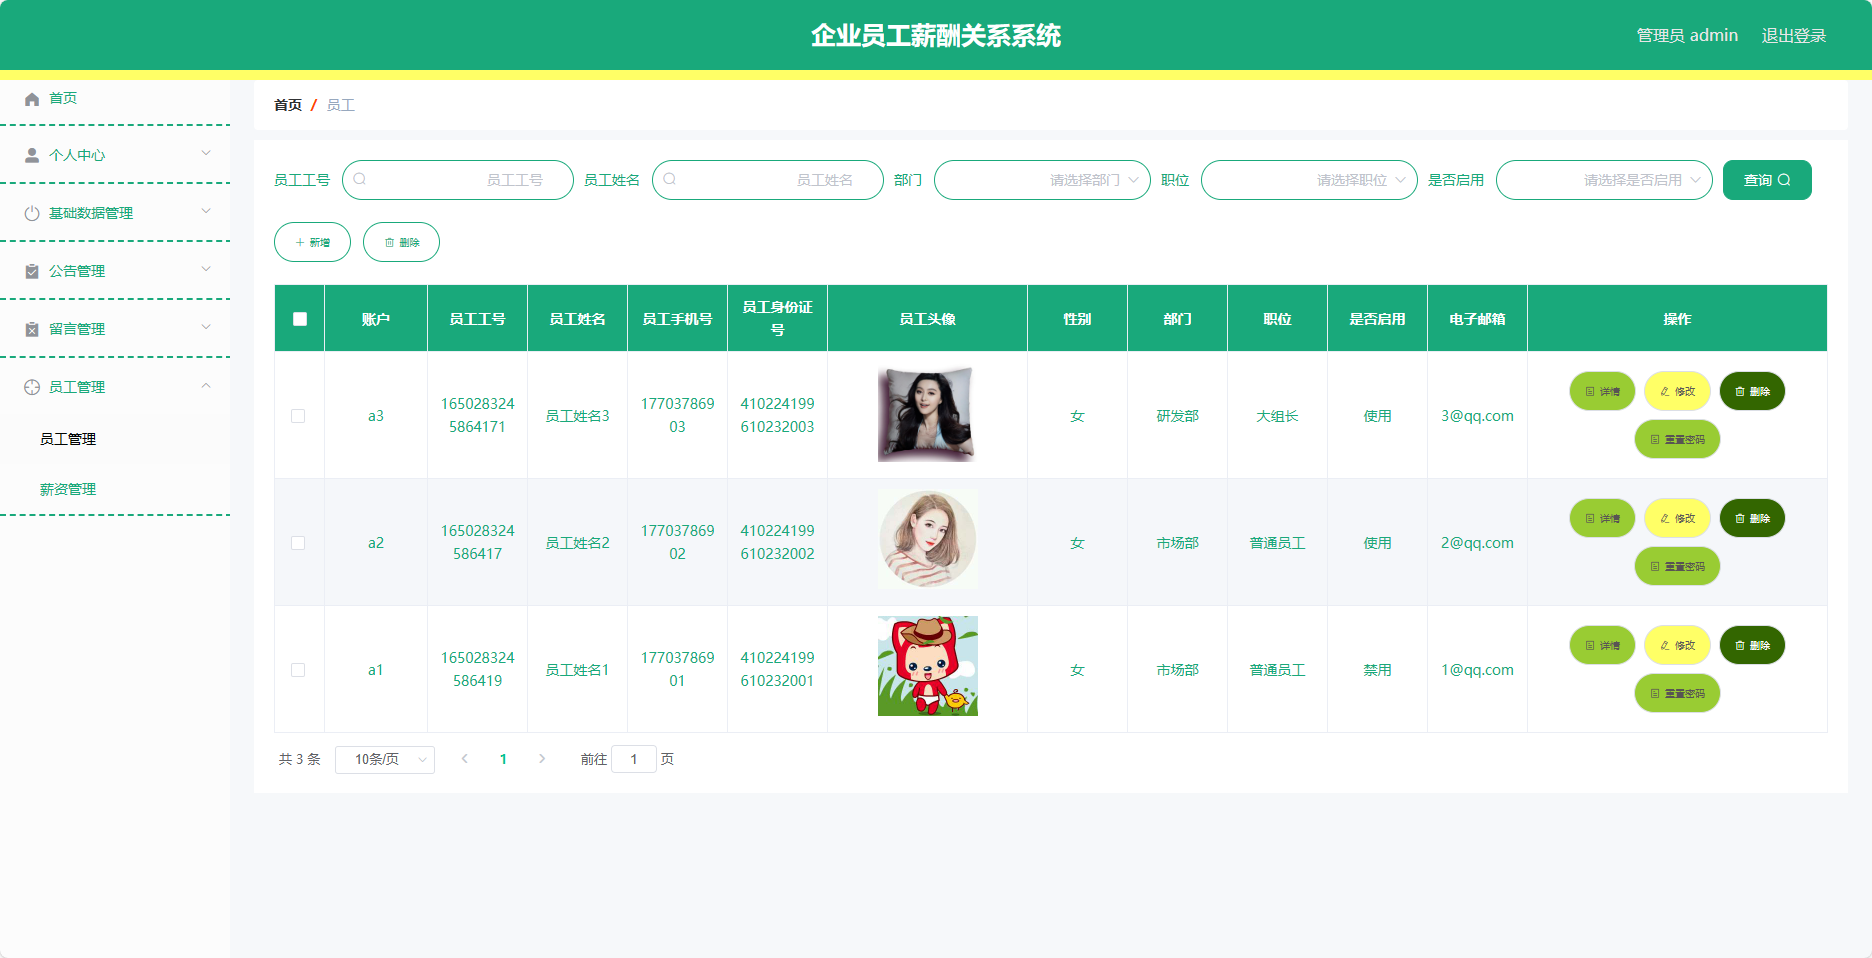 企业员工薪酬关系系统
管理员 admin 退出登录
首页
个人中心
基础数据管理
公告管理
留言管理
员工管理
员工管理
薪资管理
首页 / 员工
员工工号 员工工号 员工姓名 员工姓名 部门 请选择部门 职位 请选择职位 是否启用 请选择是否启用 查询
新增 删除
账户 员工工号 员工姓名 员工手机号 员工身份证号 员工头像 性别 部门 职位 是否启用 电子邮箱 操作
a3 1650283245864171 员工姓名3 17703786903 410224199610232003 女 研发部 大组长 使用 3@qq.com 详情 修改 删除
重置密码
a2 165028324586417 员工姓名2 17703786902 410224199610232002 女 市场部 普通员工 使用 2@qq.com 详情 修改 删除
重置密码
a1 165028324586419 员工姓名1 17703786901 410224199610232001 女 市场部 普通员工 禁用 1@qq.com 详情 修改 删除
重置密码
共 3 条 10条/页 1 前往 1 页